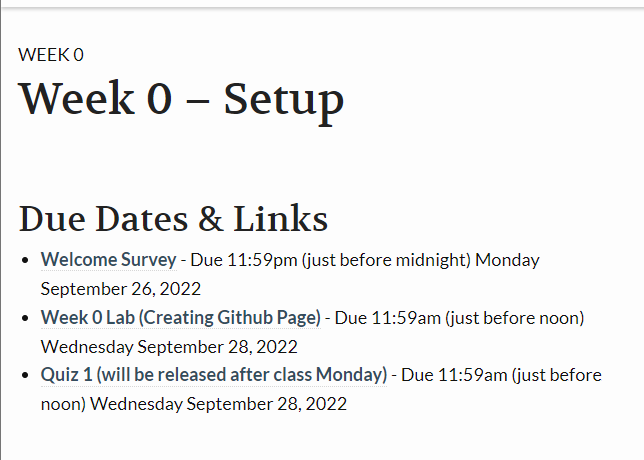 WEEK 0
Week 0 – Setup
Due Dates & Links
Welcome Survey - Due 11:59pm (just before midnight) Monday
September 26, 2022
Week 0 Lab (Creating Github Page) - Due 11:59am (just before noon)
Wednesday September 28, 2022
Quiz 1 (will be released after class Monday) - Due 11:59am (just before
noon) Wednesday September 28, 2022